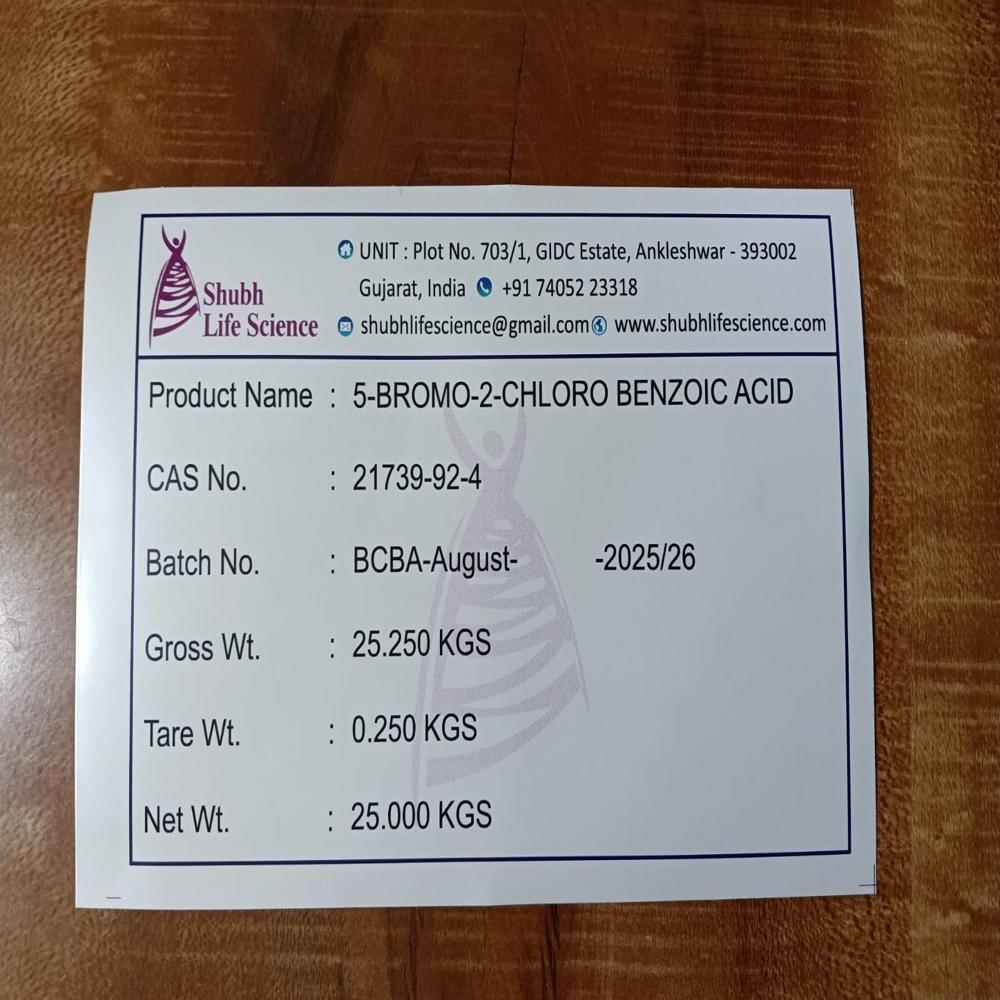 Shubh
Life Science
UNIT : Plot No. 703/1, GIDC Estate, Ankleshwar - 393002
Gujarat, India +91 74052 23318
shubhlifescience@gmail.com www.shubhlifescience.com
Product Name : 5-BROMO-2-CHLORO BENZOIC ACID
CAS No. : 21739-92-4
Batch No. : BCBA-August- -2025/26
Gross Wt. : 25.250 KGS
Tare Wt. : 0.250 KGS
Net Wt. : 25.000 KGS